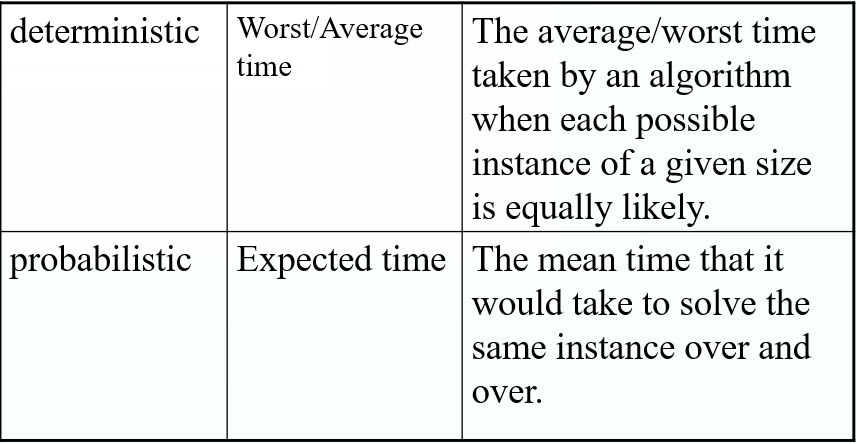 deterministic
Worst/Average
time
The average/worst time
taken by an algorithm
when each possible
instance of a given size
is equally likely.
probabilistic
Expected time
The mean time that it
would take to solve the
same instance over and
over.